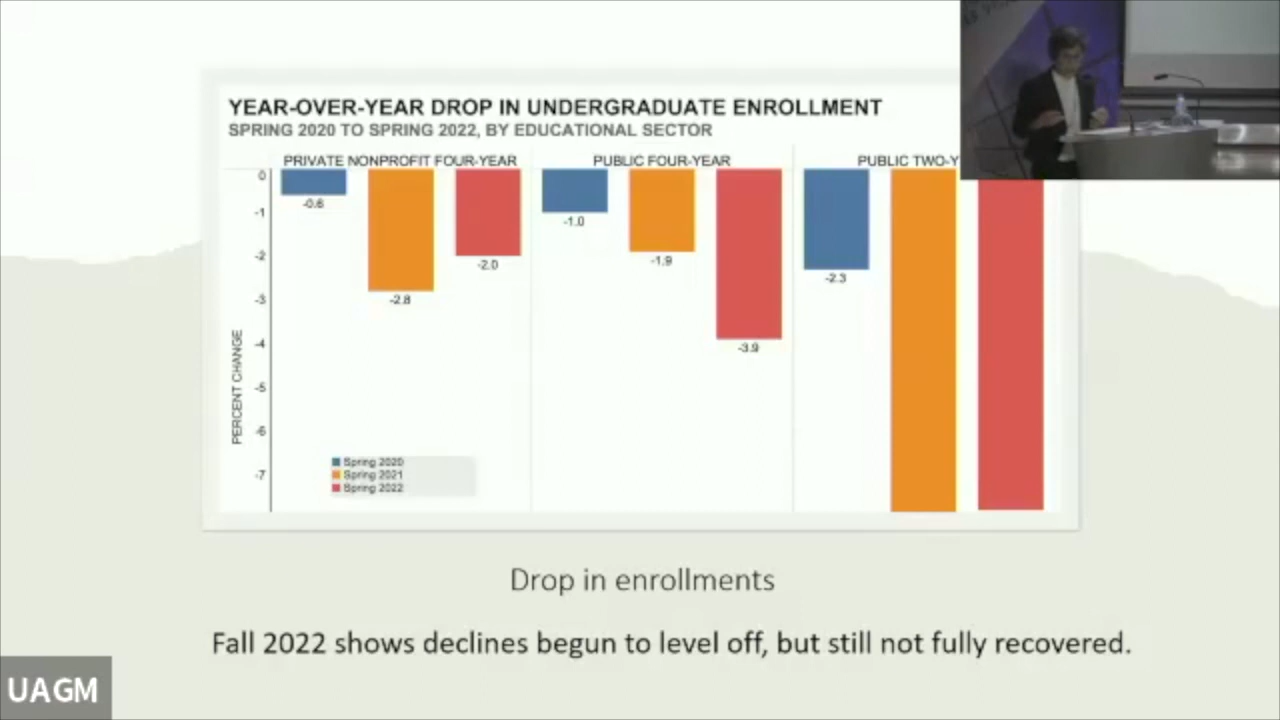 YEAR-OVER-YEAR DROP IN UNDERGRADUATE ENROLLMENT
SPRING 2020 TO SPRING 2022, BY EDUCATIONAL SECTOR
PRIVATE NONPROFIT FOUR-YEAR
PUBLIC FOUR-YEAR
PUBLIC TWO-Y
0
-1
-2
-3
-4
-5
-6
-7
PERCENT CHANGE
-0.6
-2.8
-2.0
-1.0
-1.9
-3.9
-2.3
Spring 2020
Spring 2021
Spring 2022
Drop in enrollments
Fall 2022 shows declines begun to level off, but still not fully recovered.
UAGM